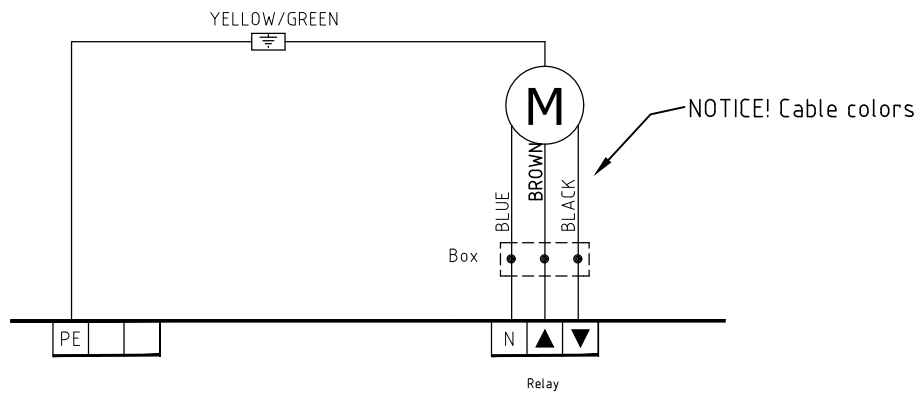 YELLOW/GREEN
M
NOTICE! Cable colors
BLUE
BROWN
BLACK
Box
PE
N
Relay